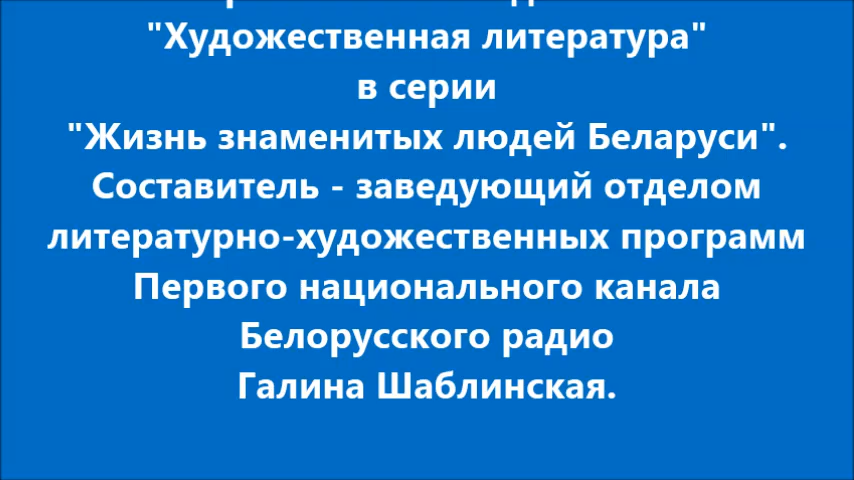 "Художественная литература"
в серии
"Жизнь знаменитых людей Беларуси".
Составитель - заведующий отделом
литературно-художественных программ
Первого национального канала
Белорусского радио
Галина Шаблинская.